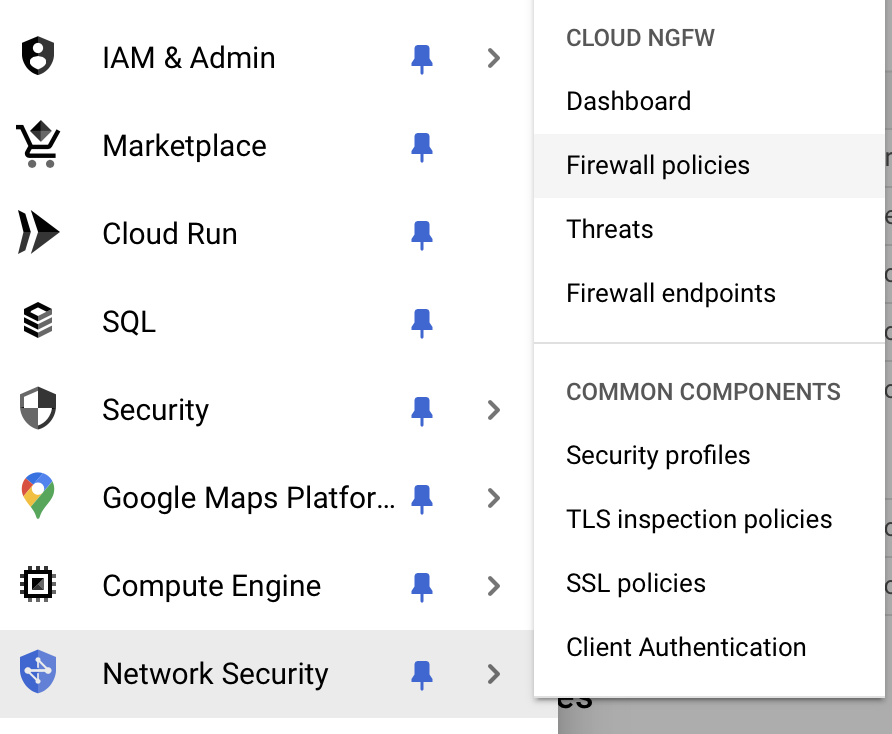 IAM & Admin
Marketplace
Cloud Run
SQL
Security
Google Maps Platfor...
Compute Engine
Network Security
CLOUD NGFW
Dashboard
Firewall policies
Threats
Firewall endpoints
COMMON COMPONENTS
Security profiles
TLS inspection policies
SSL policies
Client Authentication